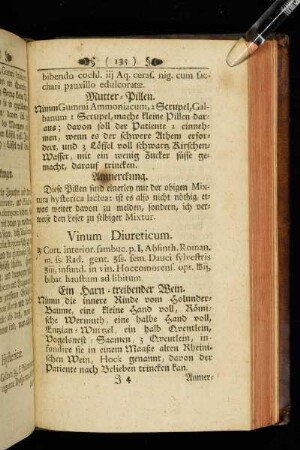 ( 135 )
bibendo cochl. iij Aq. ceras. nig. cum sac-
chari pauxillo edulcoratæ.
Mutter-Pillen.
Nimm Gummi Ammoniacum, 2 Scrupel, Gal-
banum 1 Scrupel, mache kleine Pillen dar-
aus; davon soll der Patiente 1 einneh-
men, wenn es der schwere Athem erfor-
dert, und 3 Löffel voll schwartz Kirschen-
Wasser, mit ein wenig Zucker süsse ge-
macht, darauf trincken.
Anmerckung.
Diese Pillen sind einerley mit der obigen Mix-
tura hysterica lactea: ist es also nicht nöthig, et-
was weiter davon zu melden, sondern, ich ver-
weise den Leser zu selbiger Mixtur.
Vinum Diureticum.
Cort. interior. sambuc. p. I, Absinth. Roman.
m. ss. Rad. gent. ʒss. sem. Dauci sylvestris
ʒiij, infund. in vin. Hoccomorens. opt. ℔ij,
bibat haustum ad libitum.
Ein Harn-treibender Wein.
Nimm die innere Rinde vom Holunder-
Baume, eine kleine Hand voll, Römi-
sche Wermuth, eine halbe Hand voll,
Entzian-Wurtzel, ein halb Qventlein,
Vogelsnest-Saamen, 3 Qventlein, in-
fundire sie in einem Maaße alten Rhein-
schen Wein, Hock genannt, davon der
Patiente nach Belieben trincken kan.
J 4
Anmer-